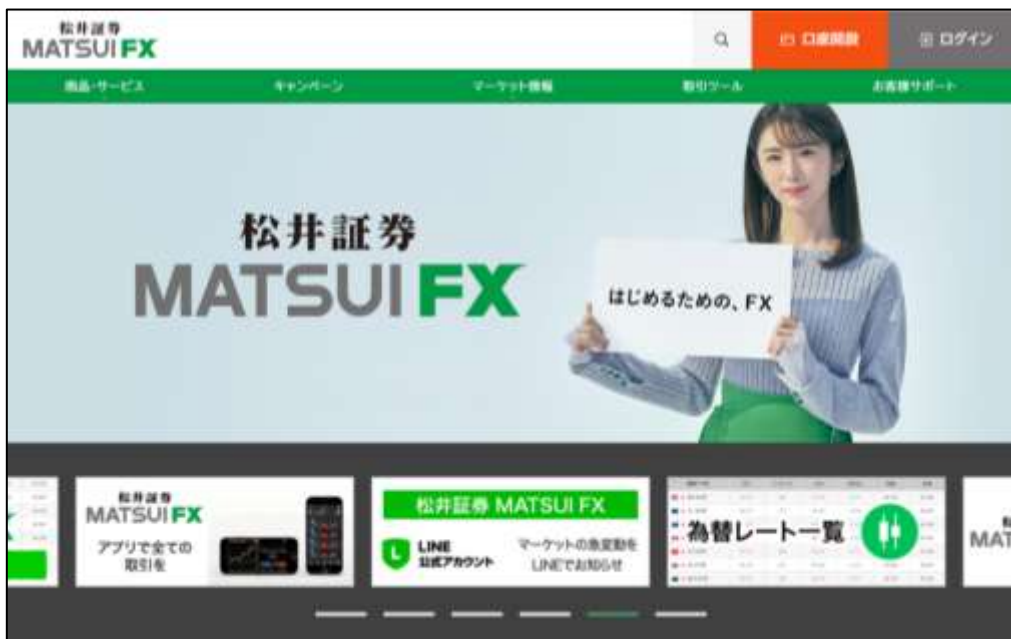 松井証券
MATSUI FX
口座開設
ログイン
商品・サービス
キャンペーン
マーケット情報
取引ツール
お客様サポート
松井証券
MATSUI FX
はじめるための、FX
松井証券
MATSUI FX
アプリで全ての
取引を
松井証券 MATSUI FX
L
LINE
公式アカウント
マーケットの急変動を
LINEでお知らせ
為替レート一覧
MAT